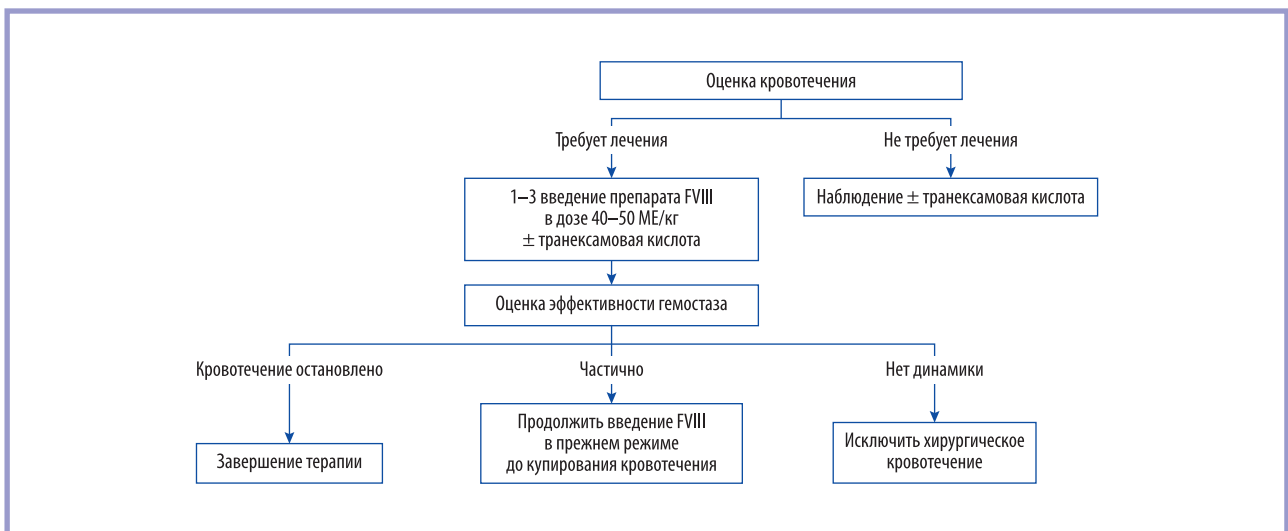 Оценка кровотечения
Требует лечения
Не требует лечения
1–3 введение препарата FVIII
в дозе 40–50 МЕ/кг
± транексамовая кислота
Наблюдение ± транексамовая кислота
Оценка эффективности гемостаза
Кровотечение остановлено
Частично
Нет динамики
Завершение терапии
Продолжить введение FVIII
в прежнем режиме
до купирования кровотечения
Исключить хирургическое
кровотечение